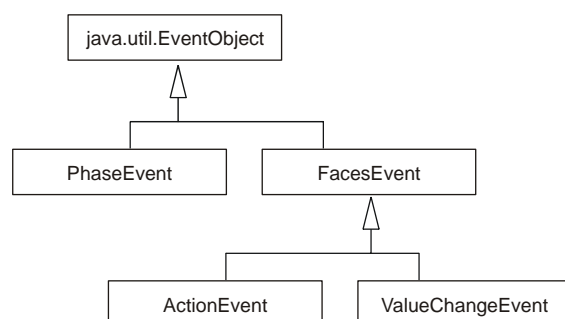 java.util.EventObject
PhaseEvent
FacesEvent
ActionEvent
ValueChangeEvent